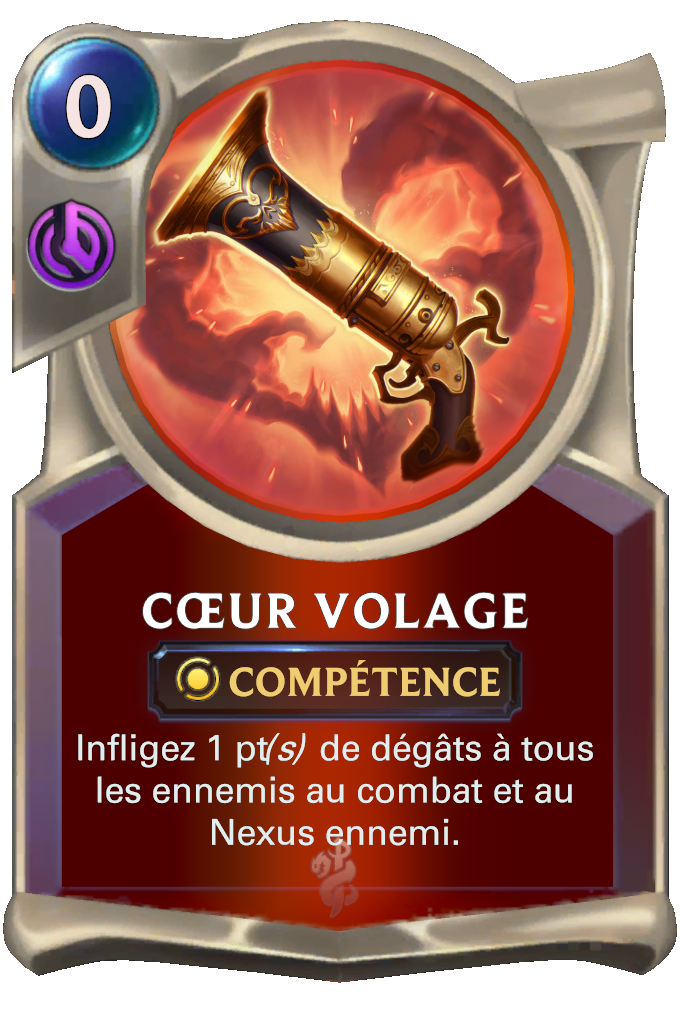 0
CŒUR VOLAGE
COMPÉTENCE
Infligez 1 pt(s) de dégâts à tous
les ennemis au combat et au
Nexus ennemi.